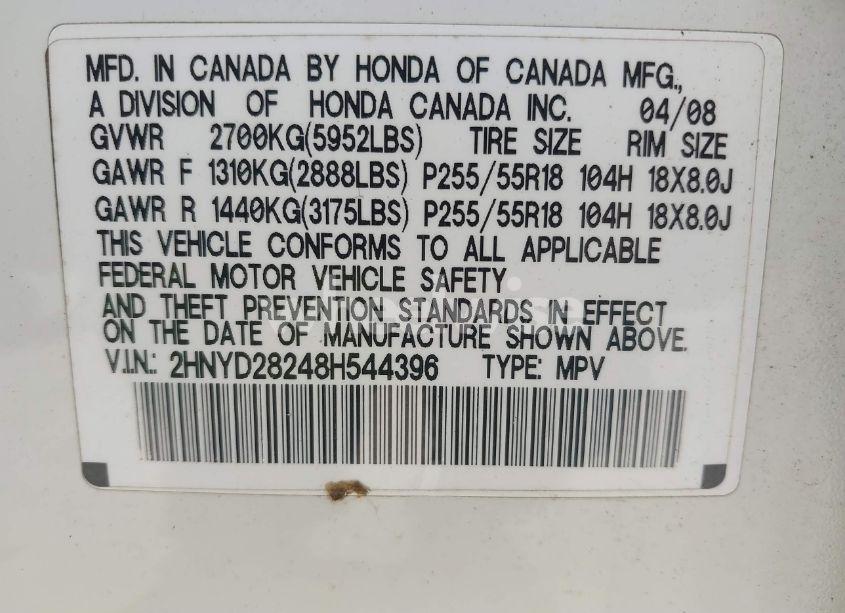 MFD. IN CANADA BY HONDA OF CANADA MFG.,
A DIVISION OF HONDA CANADA INC. 04/08
GVWR 2700KG(5952LBS) TIRE SIZE RIM SIZE
GAWR F 1310KG(2888LBS) P255/55R18 104H 18X8.0J
GAWR R 1440KG(3175LBS) P255/55R18 104H 18X8.0J
THIS VEHICLE CONFORMS TO ALL APPLICABLE
FEDERAL MOTOR VEHICLE SAFETY
AND THEFT PREVENTION STANDARDS IN EFFECT
ON THE DATE OF MANUFACTURE SHOWN ABOVE.
V.I.N.: 2HNYD28248H544396 TYPE: MPV